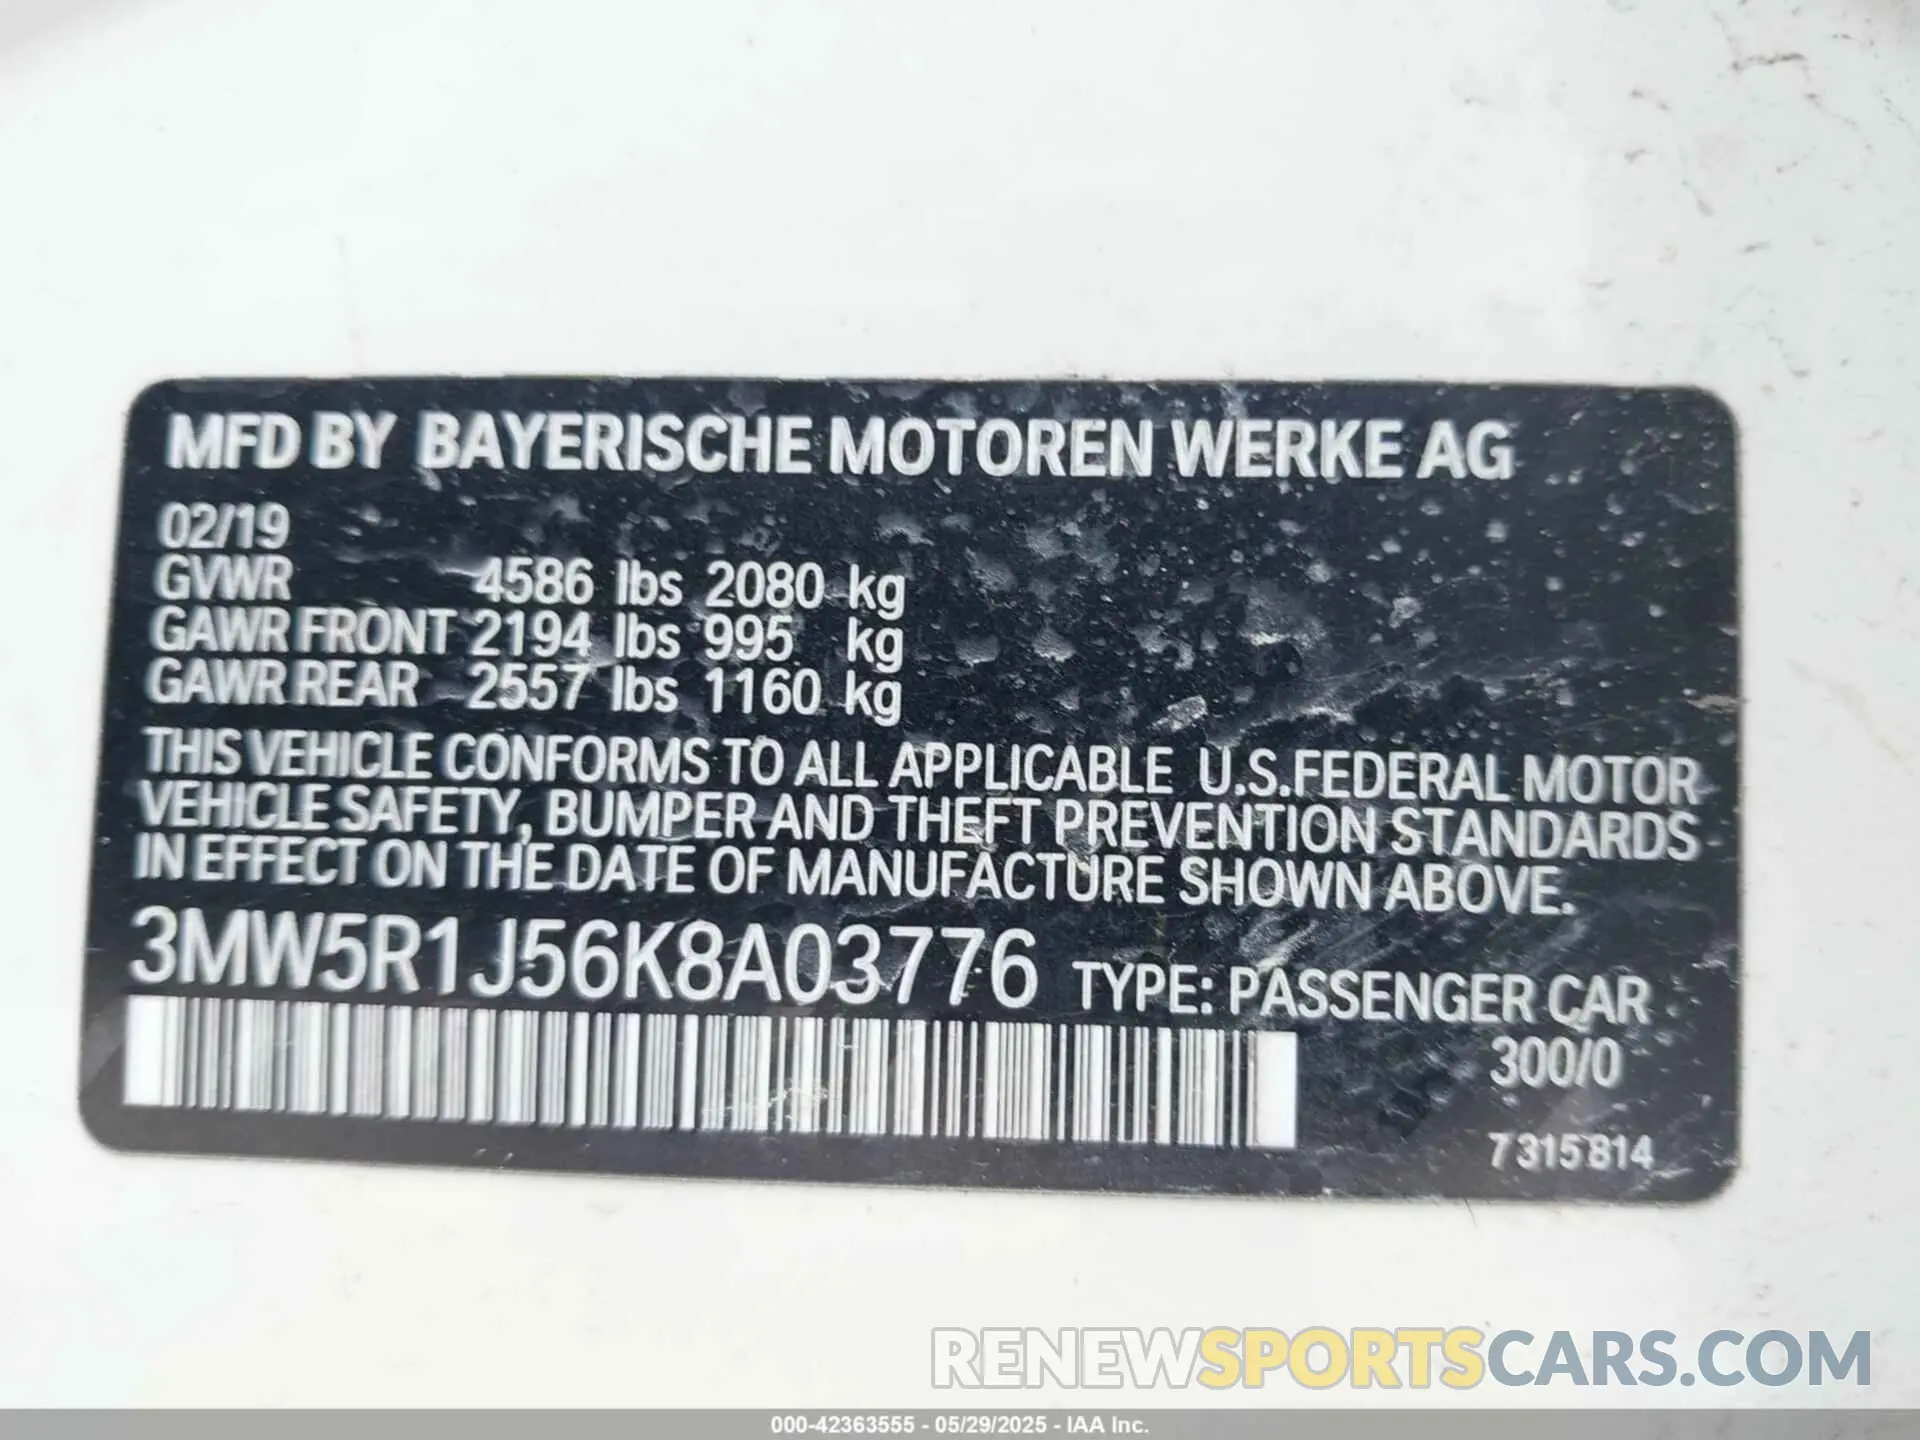 MFD BY BAYERISCHE MOTOREN WERKE AG
02/19
GVWR 4586 lbs 2080 kg
GAWR FRONT 2194 lbs 995 kg
GAWR REAR 2557 lbs 1160 kg
THIS VEHICLE CONFORMS TO ALL APPLICABLE U.S.FEDERAL MOTOR
VEHICLE SAFETY, BUMPER AND THEFT PREVENTION STANDARDS
IN EFFECT ON THE DATE OF MANUFACTURE SHOWN ABOVE.
3MW5R1J56K8A03776 TYPE: PASSENGER CAR
300/0
7 315 814
RENEWSPORTSCARS.COM
000-42363555 - 05/29/2025 - IAA Inc.